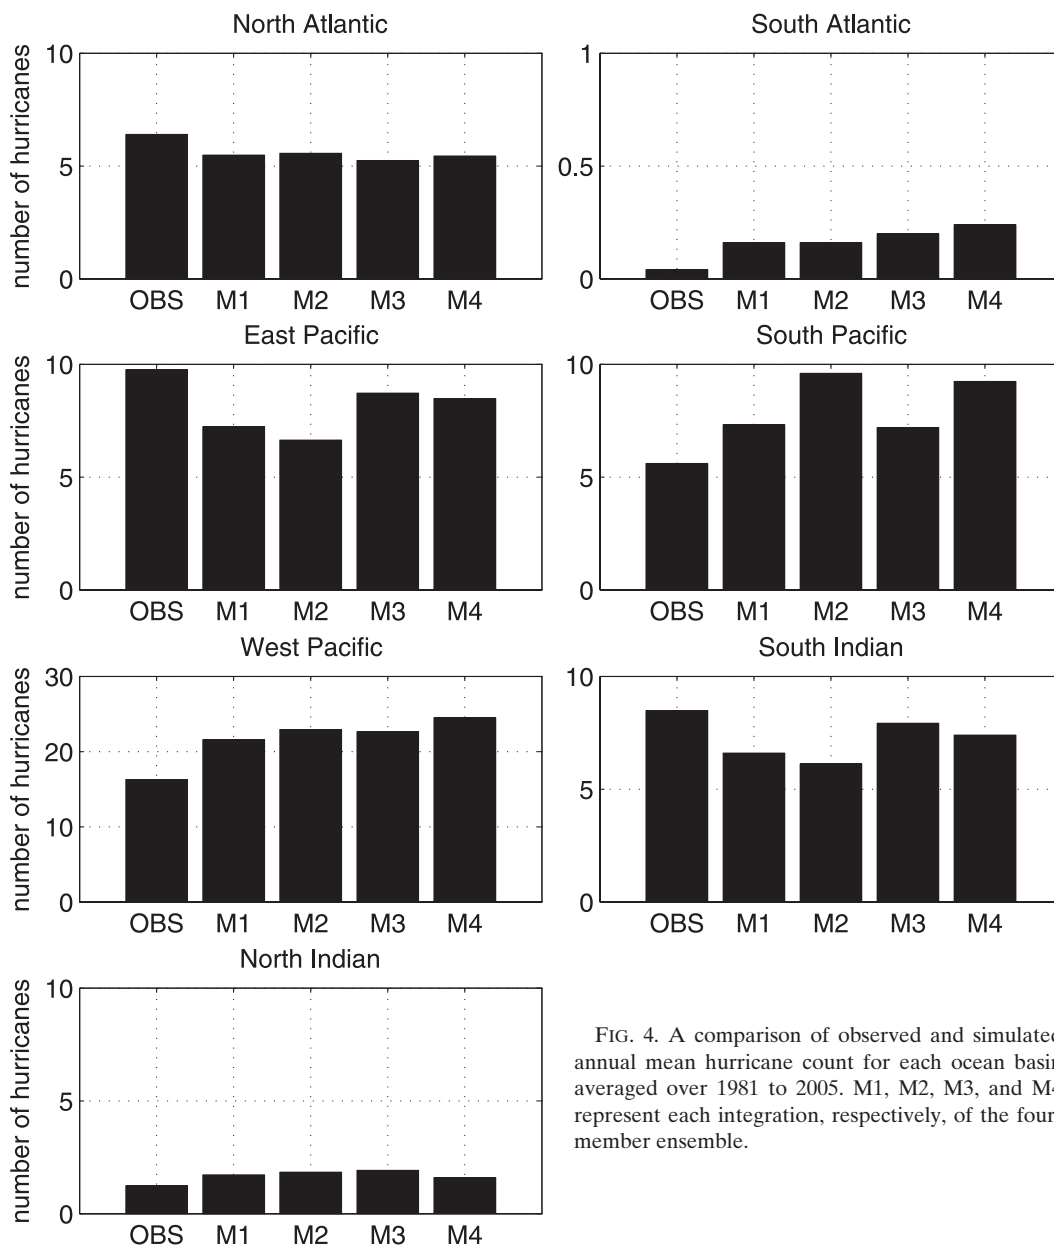 North Atlantic
number of hurricanes
10
5
0
OBS M1 M2 M3 M4
South Atlantic
1
0.5
0
OBS M1 M2 M3 M4
East Pacific
number of hurricanes
10
5
0
OBS M1 M2 M3 M4
South Pacific
10
5
0
OBS M1 M2 M3 M4
West Pacific
number of hurricanes
30
20
10
0
OBS M1 M2 M3 M4
South Indian
10
5
0
OBS M1 M2 M3 M4
North Indian
number of hurricanes
10
5
0
OBS M1 M2 M3 M4
FIG. 4. A comparison of observed and simulated
annual mean hurricane count for each ocean basin
averaged over 1981 to 2005. M1, M2, M3, and M4
represent each integration, respectively, of the four
member ensemble.